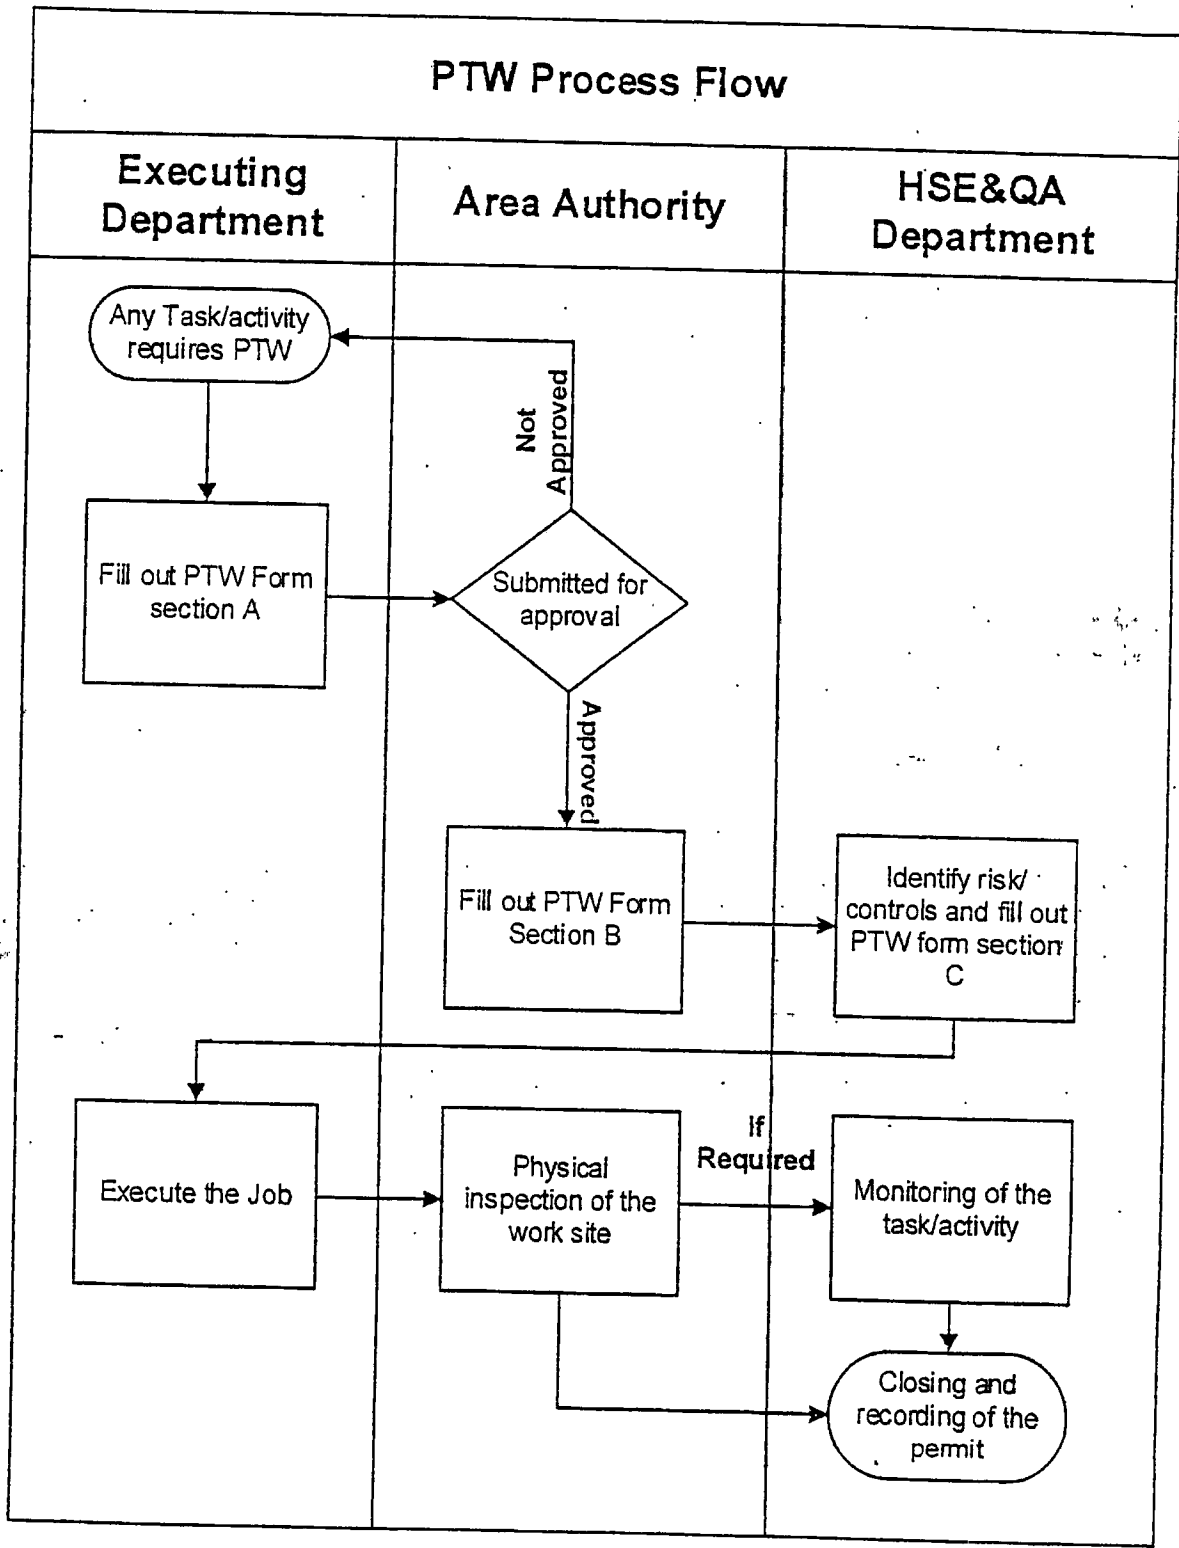 PTW Process Flow
Executing
Department
Area Authority
HSE&QA
Department
Any Task/activity
requires PTW
Not
Approved
Fill out PTW Form
section A
Submitted for
approval
Approved
Fill out PTW Form
Section B
Identify risk/
controls and fill out
PTW form section
C
Execute the Job
Physical
inspection of the
work site
If
Required
Monitoring of the
task/activity
Closing and
recording of the
permit